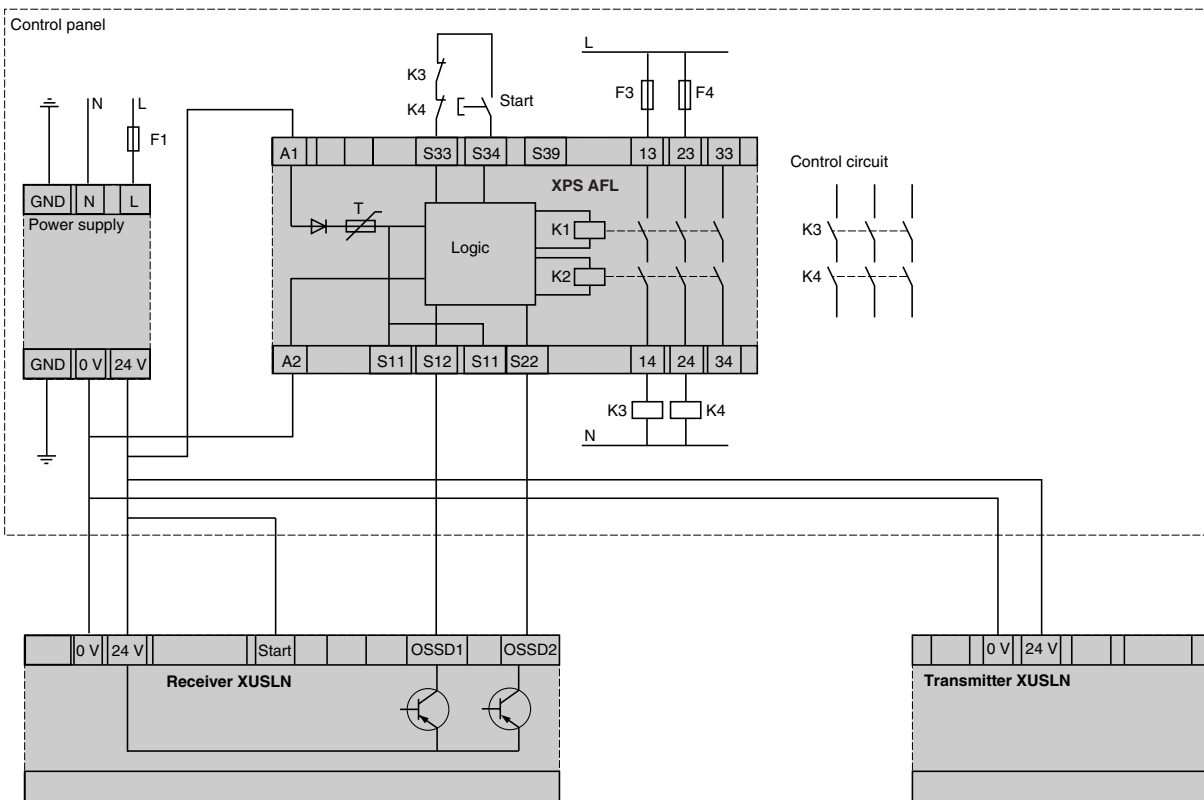 Control panel
L
K3
K4
Start
F3
F4
N
L
F1
A1
S33
S34
S39
13
23
33
Control circuit
XPS AFL
GND
N
L
Power supply
T
Logic
K1
K2
K3
K4
GND
0 V
24 V
A2
S11
S12
S11
S22
14
24
34
K3
K4
N
0 V
24 V
Start
OSSD1
OSSD2
0 V
24 V
Receiver XUSLN
Transmitter XUSLN